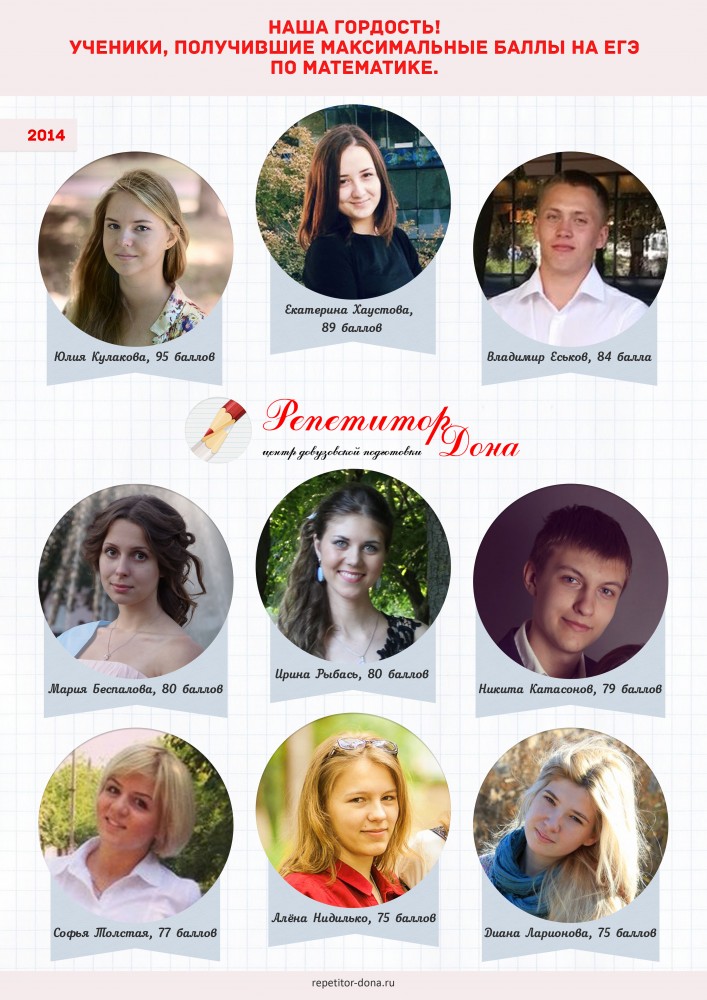 НАША ГОРДОСТЬ!
УЧЕНИКИ, ПОЛУЧИВШИЕ МАКСИМАЛЬНЫЕ БАЛЛЫ НА ЕГЭ
ПО МАТЕМАТИКЕ.
2014
Юлия Кулакова, 95 баллов
Екатерина Хаустова,
89 баллов
Владимир Еськов, 84 балла
Репетитор
Дона
центр довузовской подготовки
Мария Беспалова, 80 баллов
Ирина Рыбась, 80 баллов
Никита Катасонов, 79 баллов
Софья Толстая, 77 баллов
Алёна Нидилько, 75 баллов
Диана Ларионова, 75 баллов
repetitor-dona.ru